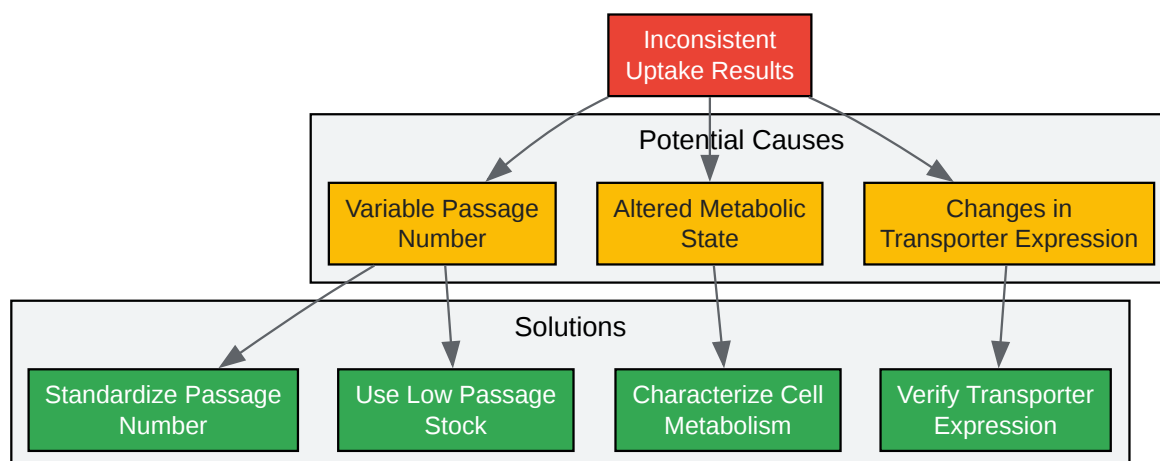 Inconsistent
Uptake Results
Potential Causes
Variable Passage
Number
Altered Metabolic
State
Changes in
Transporter Expression
Solutions
Standardize Passage
Number
Use Low Passage
Stock
Characterize Cell
Metabolism
Verify Transporter
Expression